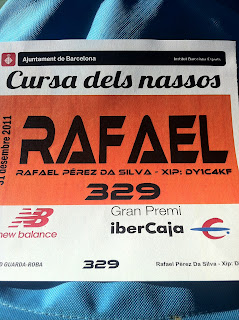 Ajuntament de Barcelona
Institut Barcelona Esports
Cursa dels nassos
31 desembre 2011
RAFAEL
RAFAEL PÉREZ DA SILVA - XIP: DY1C4KF
329
Gran Premi
new balance
iberCaja
GUARDA-ROBA
329
Rafael Pérez Da Silva - Xip: D